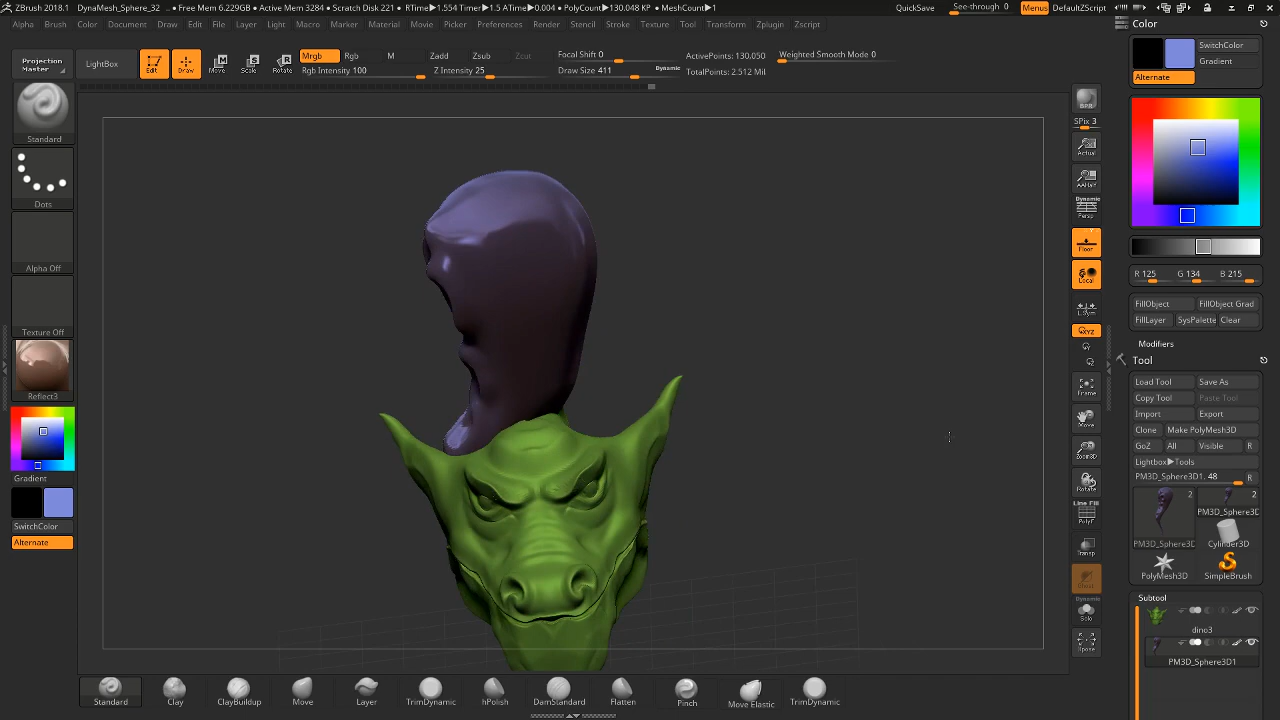 ZBrush 2018.1 DynaMesh_Sphere_32 .. • Free Mem 6.229GB • Active Mem 3284 • Scratch Disk 221 • RTime▶1.554 Timer▶1.5 ATime▶0.004 • PolyCount▶130.048 KP • MeshCount▶1 QuickSave See-through 0 Menus DefaultZScript
Alpha Brush Color Document Draw Edit File Layer Light Macro Marker Material Movie Picker Preferences Render Stencil Stroke Texture Tool Transform Zplugin Zscript
Projection
Master
LightBox
Edit
Draw
Move
Scale
Rotate
Mrgb Rgb M Zadd Zsub Zcut
Rgb Intensity 100 Z Intensity 25
Focal Shift 0
Draw Size 411 Dynamic
ActivePoints: 130,050
TotalPoints: 2.512 Mil
Weighted Smooth Mode 0
Standard
Dots
Alpha Off
Texture Off
Reflect3
Gradient
SwitchColor
Alternate
BPR
SPix 3
Actual
AAHalf
Dynamic
Persp
Floor
Local
L.Sym
XYZ
Frame
Move
Zoom3D
Rotate
Line Fill
PolyF
Transp
Ghost
Dynamic
Solo
Xpose
Color
SwitchColor
Gradient
Alternate
R 125 G 134 B 215
FillObject FillObject Grad
FillLayer SysPalette Clear
Modifiers
Tool
Load Tool Save As
Copy Tool Paste Tool
Import Export
Clone Make PolyMesh3D
GoZ All Visible R
Lightbox▶Tools
PM3D_Sphere3D1. 48 R
2 2
PM3D_Sphere3D
PM3D_Sphere3D Cylinder3D
PolyMesh3D SimpleBrush
Subtool
dino3
PM3D_Sphere3D1
Standard Clay ClayBuildup Move Layer TrimDynamic hPolish DamStandard Flatten Pinch Move Elastic TrimDynamic